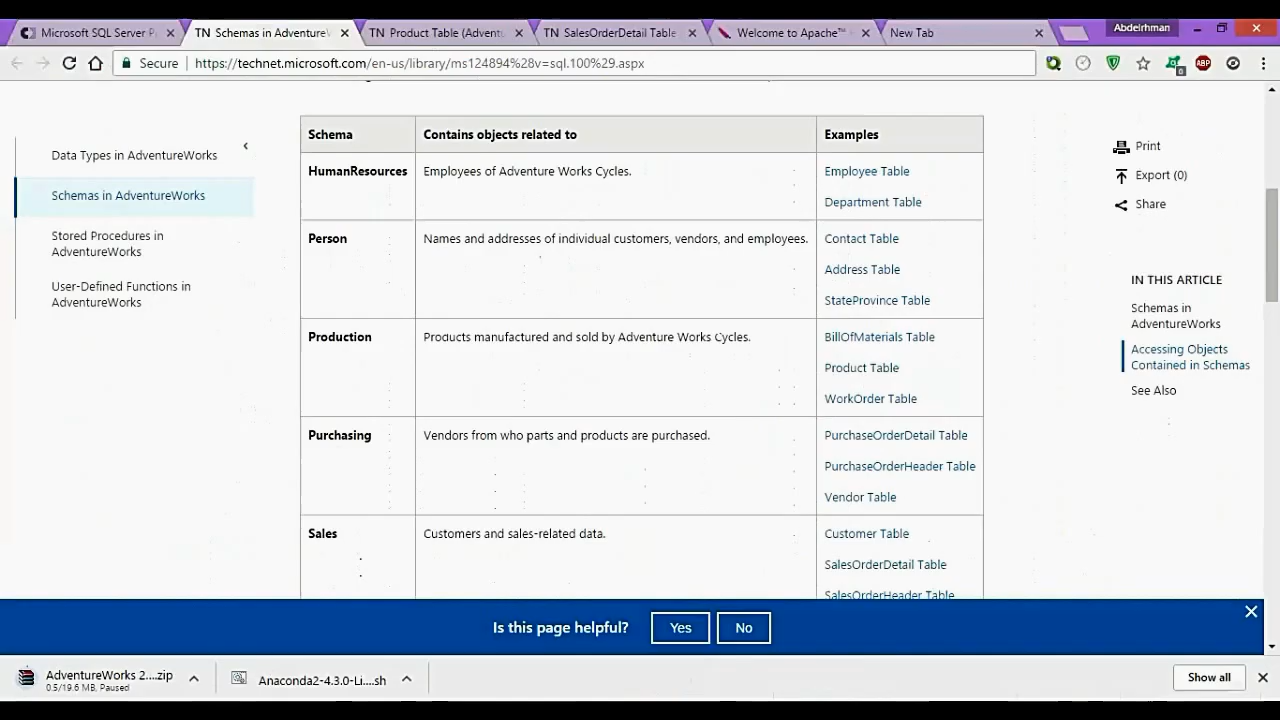 Microsoft SQL Server P
TN Schemas in AdventureW
TN Product Table (Advent
TN SalesOrderDetail Table
Welcome to Apache™
New Tab
Abdelrhman
Secure https://technet.microsoft.com/en-us/library/ms124894%28v=sql.100%29.aspx
0
ABP
Data Types in AdventureWorks
Schemas in AdventureWorks
Stored Procedures in
AdventureWorks
User-Defined Functions in
AdventureWorks
Schema Contains objects related to Examples
HumanResources Employees of Adventure Works Cycles. Employee Table
Department Table
Person Names and addresses of individual customers, vendors, and employees. Contact Table
Address Table
StateProvince Table
Production Products manufactured and sold by Adventure Works Cycles. BillOfMaterials Table
Product Table
WorkOrder Table
Purchasing Vendors from who parts and products are purchased. PurchaseOrderDetail Table
PurchaseOrderHeader Table
Vendor Table
Sales Customers and sales-related data. Customer Table
SalesOrderDetail Table
SalesOrderHeader Table
Print
Export (0)
Share
IN THIS ARTICLE
Schemas in
AdventureWorks
Accessing Objects
Contained in Schemas
See Also
Is this page helpful? Yes No
AdventureWorks 2....zip
0.5/19.6 MB, Paused
Anaconda2-4.3.0-Li....sh
Show all